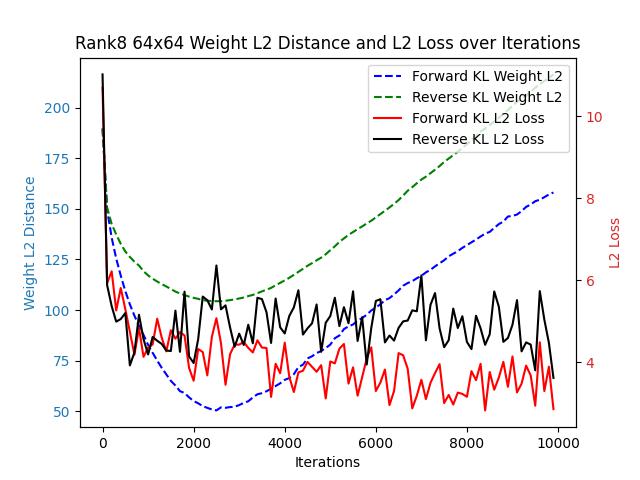 Rank8 64x64 Weight L2 Distance and L2 Loss over Iterations
Forward KL Weight L2
Reverse KL Weight L2
Forward KL L2 Loss
Reverse KL L2 Loss
Weight L2 Distance
200
175
150
125
100
75
50
10
8
6
4
L2 Loss
0
2000
4000
6000
8000
10000
Iterations